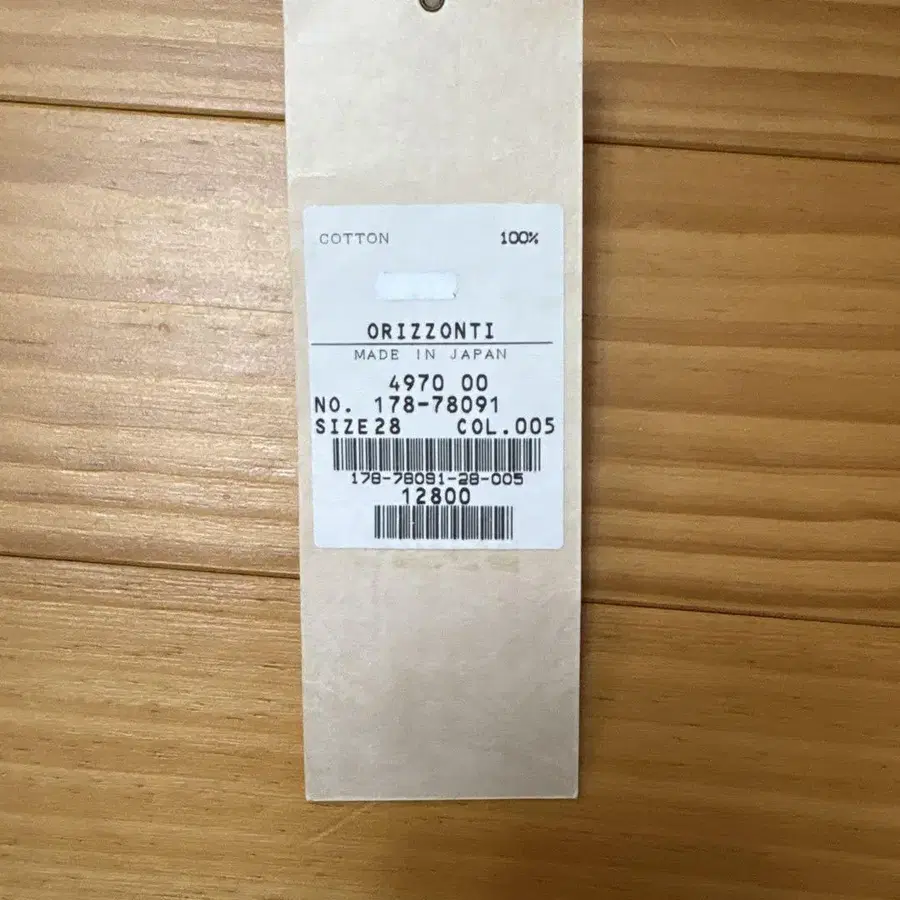 COTTON 100%
ORIZZONTI
MADE IN JAPAN
4970 00
NO. 178-78091
SIZE28 COL.005
178-78091-28-005
12800